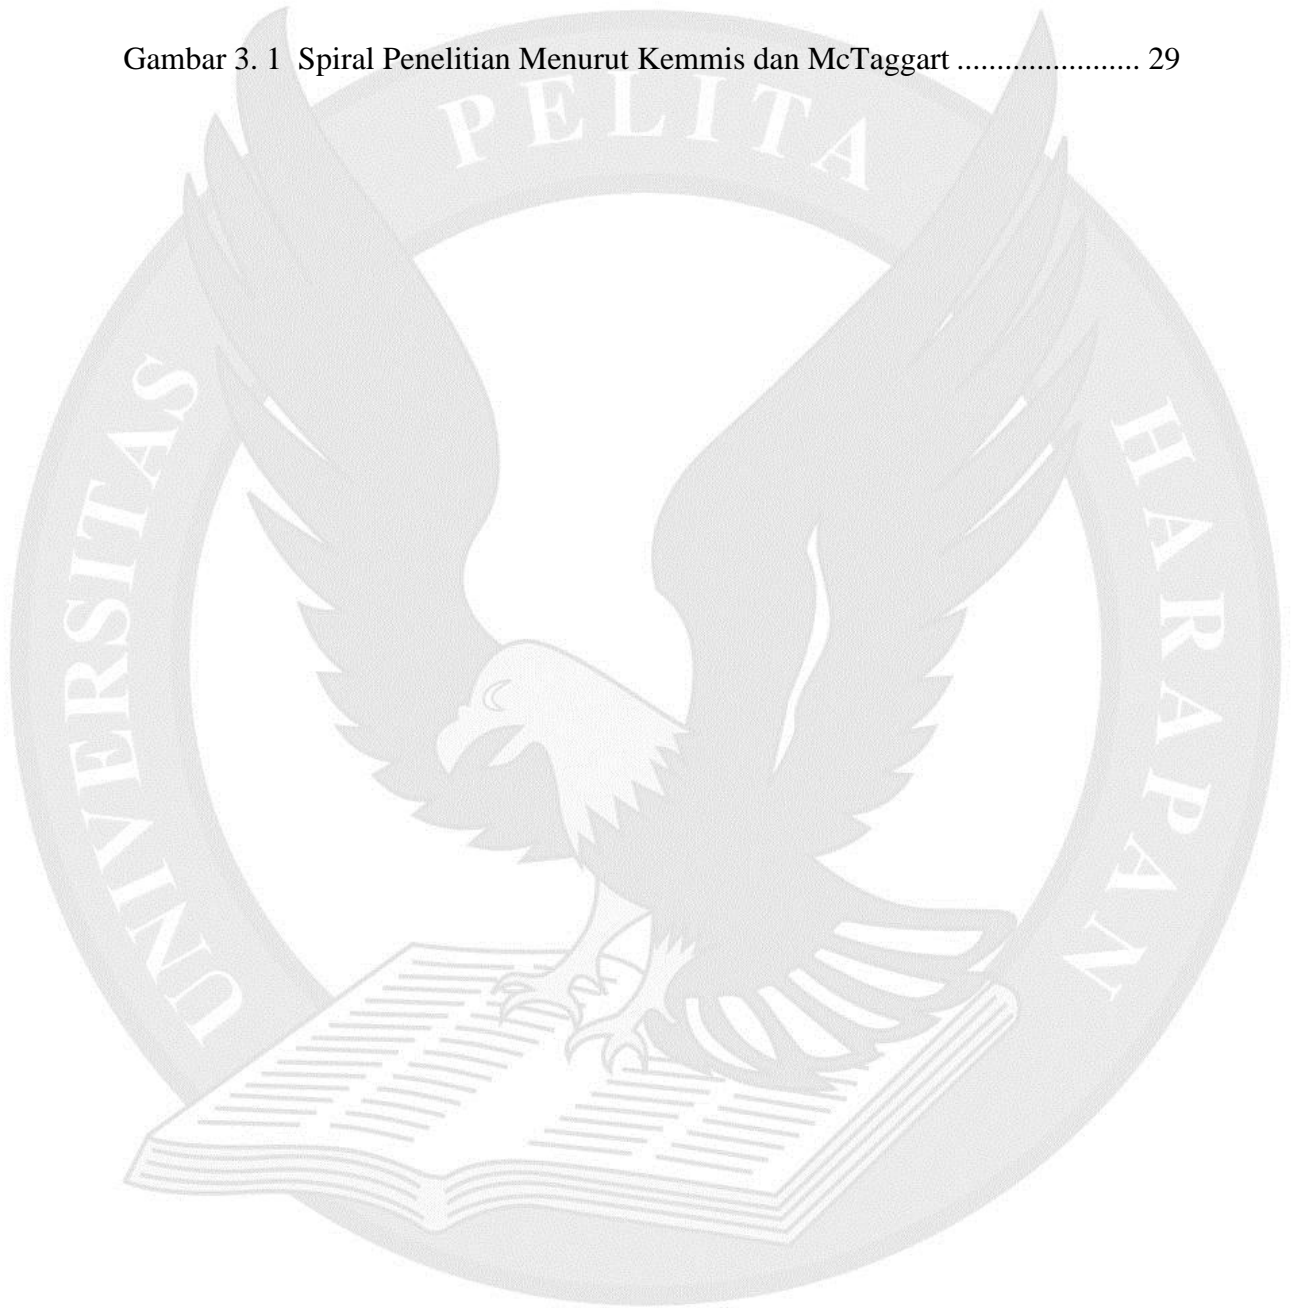 Gambar 3. 1 Spiral Penelitian Menurut Kemmis dan McTaggart ....................... 29
UNIVERSITAS PELITA HARAPAN